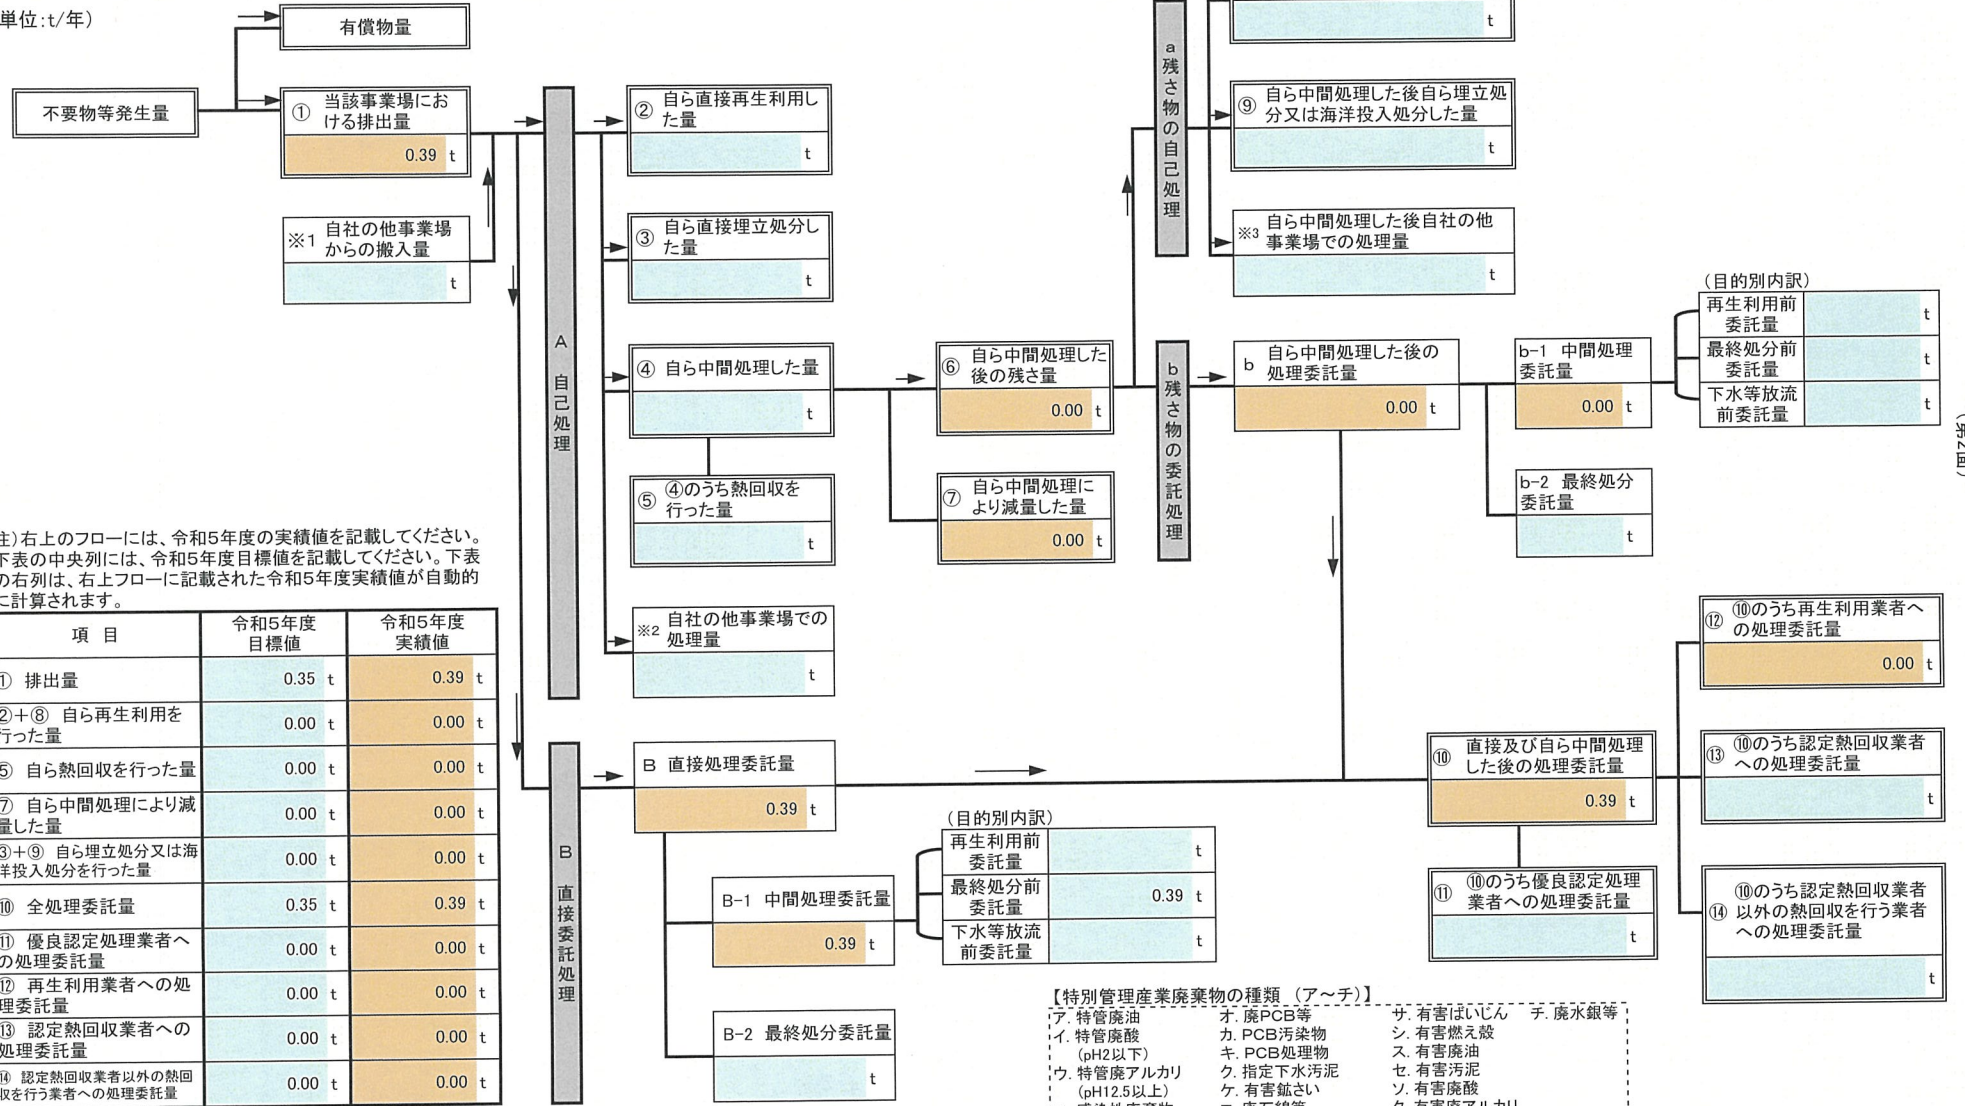 単位:t/年)
有償物量
不要物等発生量
① 当該事業場にお
ける排出量
0.39 t
※1 自社の他事業場
からの搬入量
t
A 自己処理
② 自ら直接再生利用し
た量
t
③ 自ら直接埋立処分し
た量
t
④ 自ら中間処理した量
t
⑤ ④のうち熱回収を
行った量
t
※2 自社の他事業場での
処理量
t
⑥ 自ら中間処理した
後の残さ量
0.00 t
⑦ 自ら中間処理に
より減量した量
0.00 t
a残さ物の自己処理
t
⑨ 自ら中間処理した後自ら埋立処
分又は海洋投入処分した量
t
※3 自ら中間処理した後自社の他
事業場での処理量
t
b残さ物の委託処理
b 自ら中間処理した後の
処理委託量
0.00 t
b-1 中間処理
委託量
0.00 t
b-2 最終処分
委託量
t
(目的別内訳)
再生利用前
委託量
t
最終処分前
委託量
t
下水等放流
前委託量
t
注)右上のフローには、令和5年度の実績値を記載してください。
下表の中央列には、令和5年度目標値を記載してください。下表
の右列は、右上フローに記載された令和5年度実績値が自動的
に計算されます。
項 目 令和5年度
目標値 令和5年度
実績値
① 排出量 0.35 t 0.39 t
②+⑧ 自ら再生利用を
行った量 0.00 t 0.00 t
⑤ 自ら熱回収を行った量 0.00 t 0.00 t
⑦ 自ら中間処理により減
量した量 0.00 t 0.00 t
③+⑨ 自ら埋立処分又は海
洋投入処分を行った量 0.00 t 0.00 t
⑩ 全処理委託量 0.35 t 0.39 t
⑪ 優良認定処理業者へ
の処理委託量 0.00 t 0.00 t
⑫ 再生利用業者への処
理委託量 0.00 t 0.00 t
⑬ 認定熱回収業者への
処理委託量 0.00 t 0.00 t
⑭ 認定熱回収業者以外の熱回
収を行う業者への処理委託量 0.00 t 0.00 t
B 直接委託処理
B 直接処理委託量
0.39 t
B-1 中間処理委託量
0.39 t
B-2 最終処分委託量
t
(目的別内訳)
再生利用前
委託量
t
最終処分前
委託量
0.39 t
下水等放流
前委託量
t
⑩ 直接及び自ら中間処理
した後の処理委託量
0.39 t
⑪ ⑩のうち優良認定処理
業者への処理委託量
t
⑫ ⑩のうち再生利用業者へ
の処理委託量
0.00 t
⑬ ⑩のうち認定熱回収業者
への処理委託量
t
⑭ ⑩のうち認定熱回収業者
以外の熱回収を行う業者
への処理委託量
t
【特別管理産業廃棄物の種類 (ア～チ)】
ア. 特管廃油 オ. 廃PCB等 サ. 有害ばいじん チ. 廃水銀等
イ. 特管廃酸 カ. PCB汚染物 シ. 有害燃え殻
(pH2以下) キ. PCB処理物 ス. 有害廃油
ウ. 特管廃アルカリ ク. 指定下水汚泥 セ. 有害汚泥
(pH12.5以上) ケ. 有害鉱さい ソ. 有害廃酸